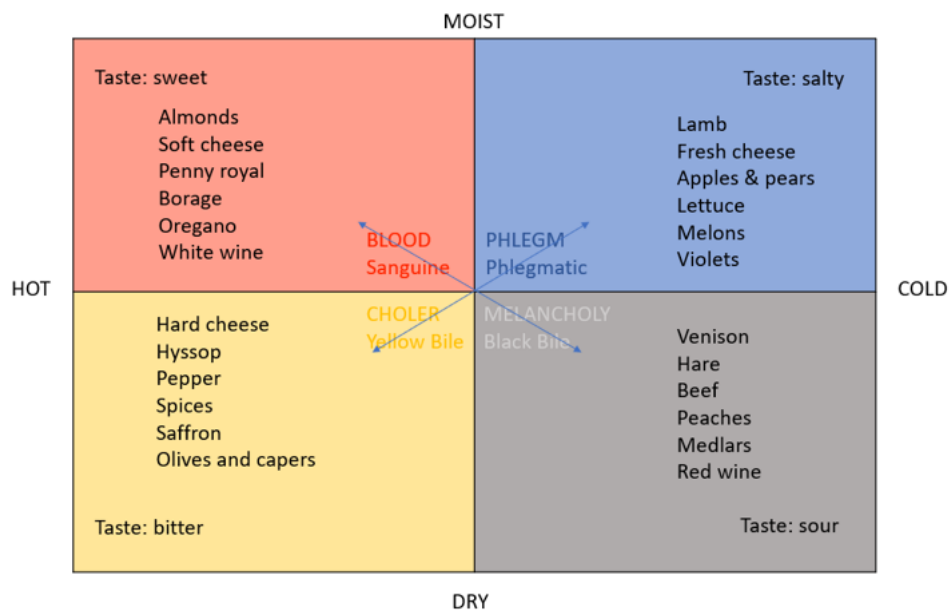 MOIST
Taste: sweet
Almonds
Soft cheese
Penny royal
Borage
Oregano
White wine
BLOOD
Sanguine
Taste: salty
Lamb
Fresh cheese
Apples & pears
Lettuce
Melons
Violets
PHLEGM
Phlegmatic
HOT
COLD
CHOLER
Yellow Bile
Hard cheese
Hyssop
Pepper
Spices
Saffron
Olives and capers
Taste: bitter
MELANCHOLY
Black Bile
Venison
Hare
Beef
Peaches
Medlars
Red wine
Taste: sour
DRY